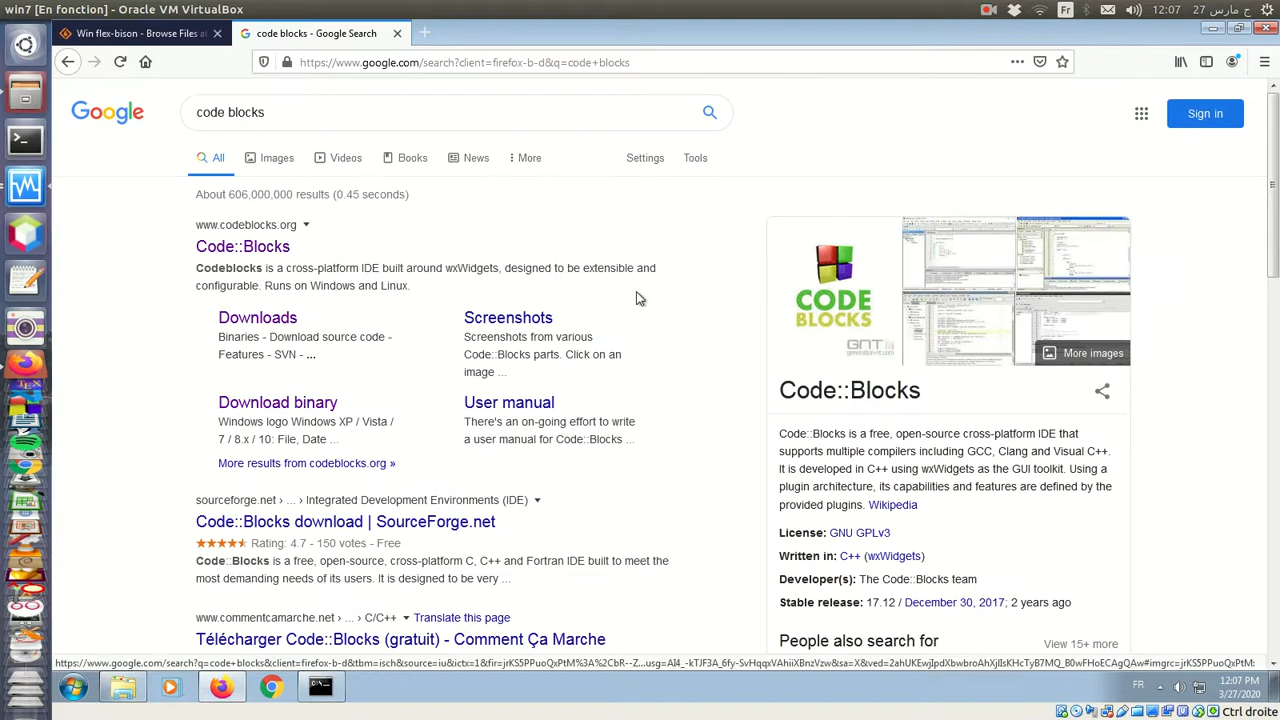 win7 [En fonction] - Oracle VM VirtualBox
Fr
12:07
27 مارس
Win flex-bison - Browse Files at
code blocks - Google Search
https://www.google.com/search?client=firefox-b-d&q=code+blocks
Google
code blocks
Sign in
All
Images
Videos
Books
News
More
Settings
Tools
About 606,000,000 results (0.45 seconds)
www.codeblocks.org
Code::Blocks
Codeblocks is a cross-platform IDE built around wxWidgets, designed to be extensible and
configurable. Runs on Windows and Linux.
Downloads
Binaries - Download source code -
Features - SVN - ...
Screenshots
Screenshots from various
Code::Blocks parts. Click on an
image ...
Download binary
Windows logo Windows XP / Vista /
7 / 8.x / 10: File, Date ...
User manual
There's an on-going effort to write
a user manual for Code::Blocks ...
More results from codeblocks.org »
sourceforge.net › ... › Integrated Development Environments (IDE)
Code::Blocks download | SourceForge.net
Rating: 4.7 - 150 votes - Free
Code::Blocks is a free, open-source, cross-platform C, C++ and Fortran IDE built to meet the
most demanding needs of its users. It is designed to be very ...
www.commentcamarche.net › ... › C/C++
Translate this page
Télécharger Code::Blocks (gratuit) - Comment Ça Marche
CODE
BLOCKS
GNT
generation-nt.com
More images
Code::Blocks
Code::Blocks is a free, open-source cross-platform IDE that
supports multiple compilers including GCC, Clang and Visual C++.
It is developed in C++ using wxWidgets as the GUI toolkit. Using a
plugin architecture, its capabilities and features are defined by the
provided plugins. Wikipedia
License: GNU GPLv3
Written in: C++ (wxWidgets)
Developer(s): The Code::Blocks team
Stable release: 17.12 / December 30, 2017; 2 years ago
People also search for
View 15+ more
FR
12:07 PM
3/27/2020
Ctrl droite